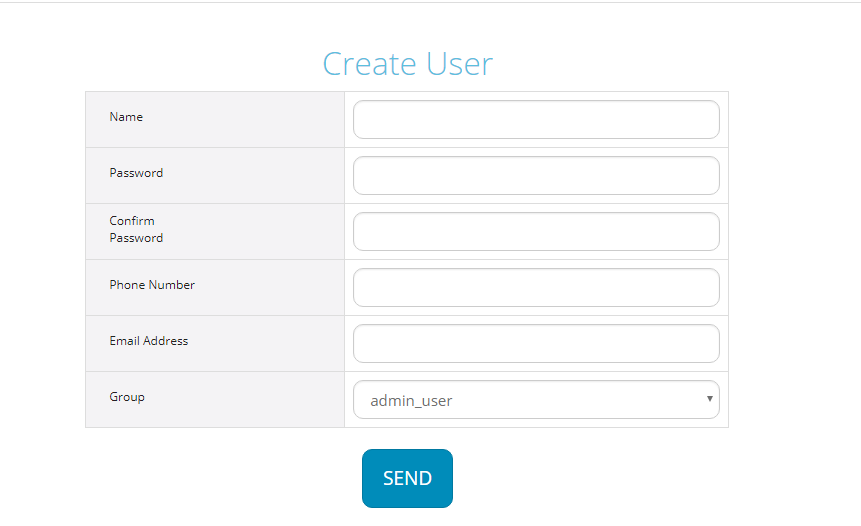 Create User
Name
Password
Confirm
Password
Phone Number
Email Address
Group
admin_user
SEND